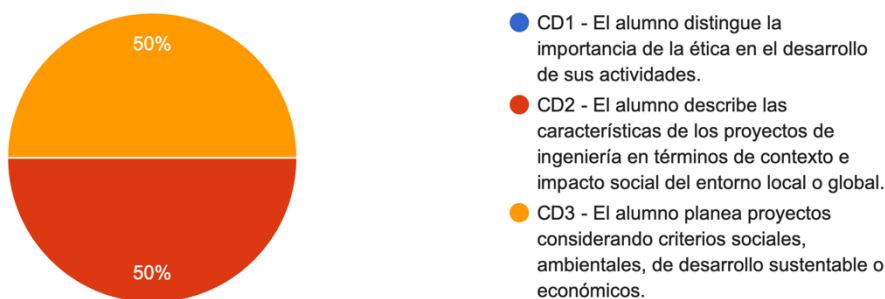 50%
50%
CD1 - El alumno distingue la
importancia de la ética en el desarrollo
de sus actividades.
CD2 - El alumno describe las
características de los proyectos de
ingeniería en términos de contexto e
impacto social del entorno local o global.
CD3 - El alumno planea proyectos
considerando criterios sociales,
ambientales, de desarrollo sustentable o
económicos.